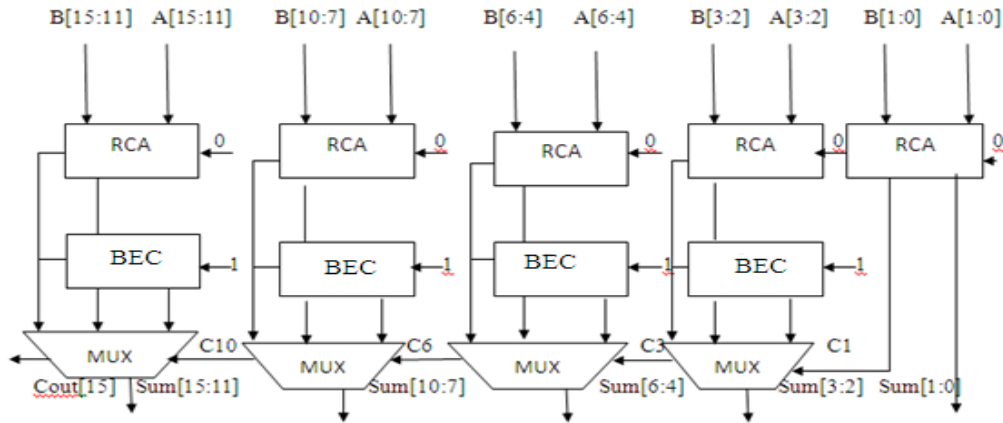 B[15:11] A[15:11] B[10:7] A[10:7] B[6:4] A[6:4] B[3:2] A[3:2] B[1:0] A[1:0]
RCA 0 RCA 0 RCA 0 RCA 0 RCA 0
BEC 1 BEC 1 BEC 1 BEC 1
MUX C10 MUX C6 MUX C3 MUX C1
Cout[15] Sum[15:11] Sum[10:7] Sum[6:4] Sum[3:2] Sum[1:0]